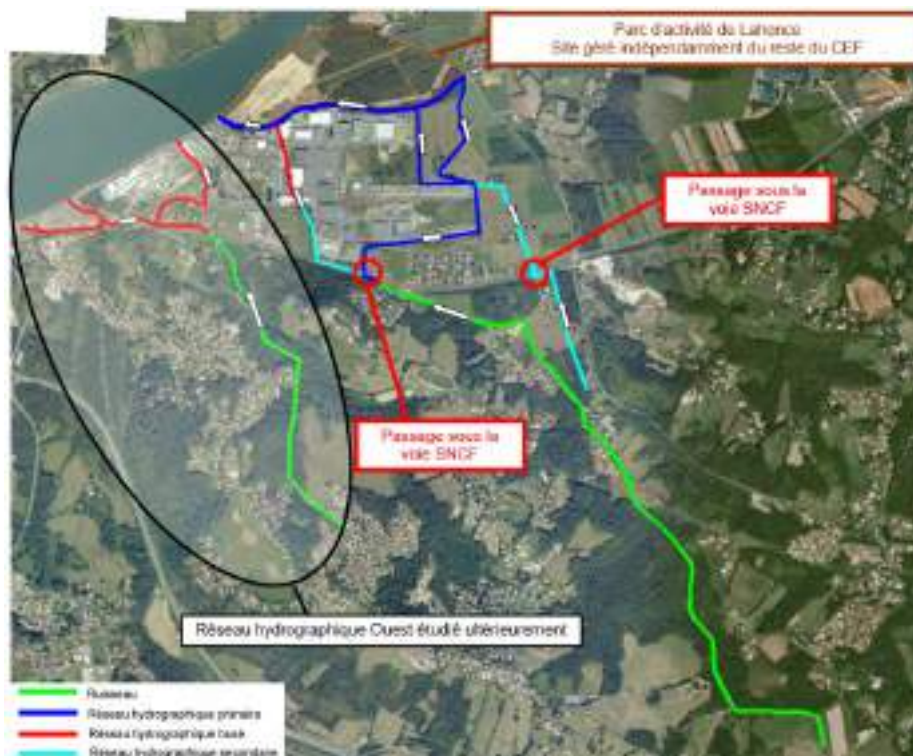 Parc d'activité de Lahonce
Site géré indépendamment du reste du CEF
Passage sous la
voie SNCF
Passage sous la
voie SNCF
Réseau hydrographique Ouest étudié ultérieurement
Ruisseau
Réseau hydrographique primaire
Réseau hydrographique busé
Réseau hydrographique secondaire